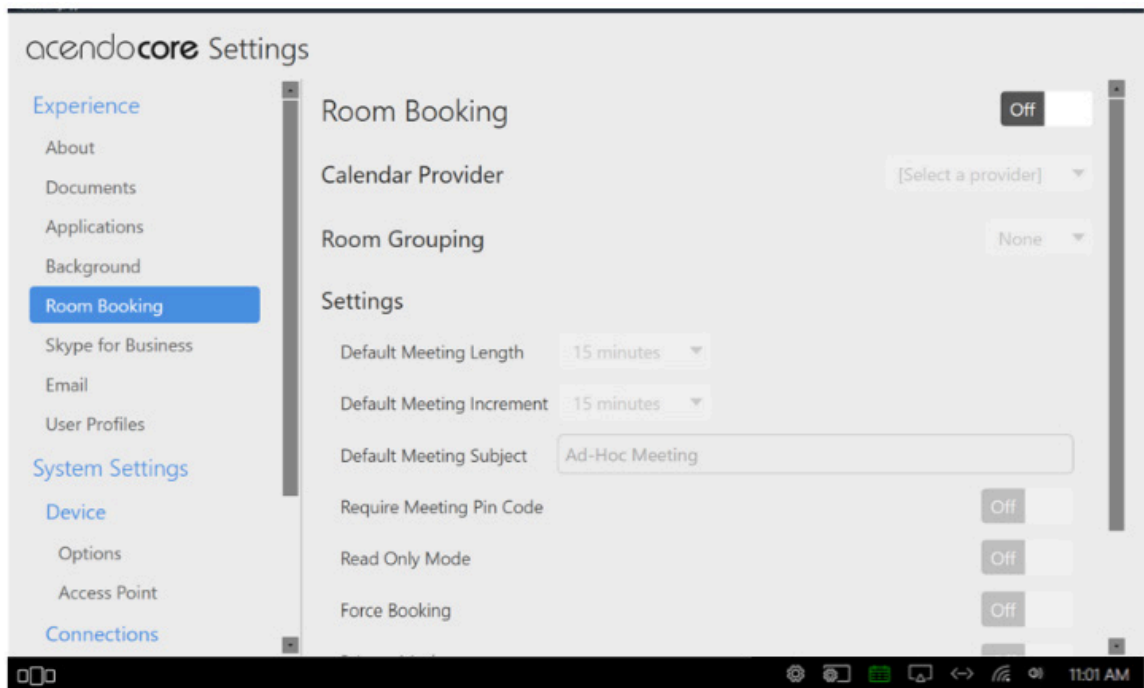 acendocore Settings
Experience
About
Documents
Applications
Background
Room Booking
Skype for Business
Email
User Profiles
System Settings
Device
Options
Access Point
Connections
Room Booking Off
Calendar Provider [Select a provider]
Room Grouping None
Settings
Default Meeting Length 15 minutes
Default Meeting Increment 15 minutes
Default Meeting Subject Ad-Hoc Meeting
Require Meeting Pin Code Off
Read Only Mode Off
Force Booking Off
11:01 AM